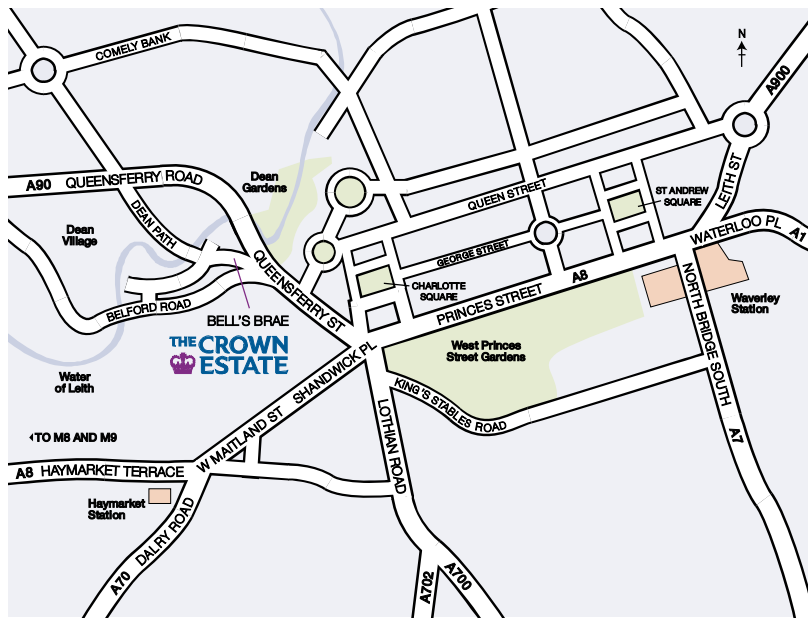 N
COMELY BANK
A900
A90 QUEENSFERRY ROAD
Dean
Gardens
QUEEN STREET
LEITH ST
ST ANDREW
SQUARE
DEAN PATH
Dean
Village
GEORGE STREET
WATERLOO PL
A1
QUEENSFERRY ST
A8
CHARLOTTE
SQUARE
PRINCES STREET
BELFORD ROAD
BELL'S BRAE
THE CROWN
ESTATE
Waverley
Station
NORTH BRIDGE SOUTH
West Princes
Street Gardens
SHANDWICK PL
Water
of Leith
KING'S STABLES ROAD
LOTHIAN ROAD
W MAITLAND ST
TO M8 AND M9
A7
A8 HAYMARKET TERRACE
Haymarket
Station
DALRY ROAD
A70
A702
A700